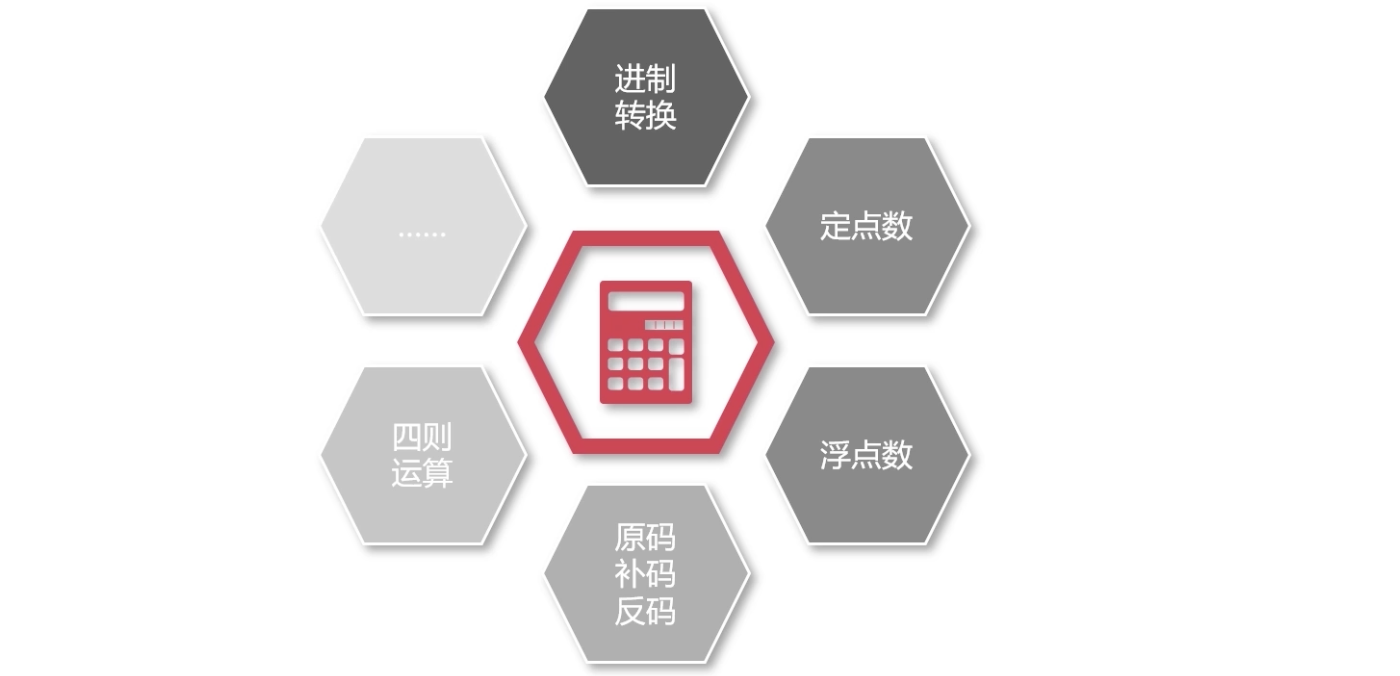 进制
转换
定点数
浮点数
原码
补码
反码
四则
运算
……